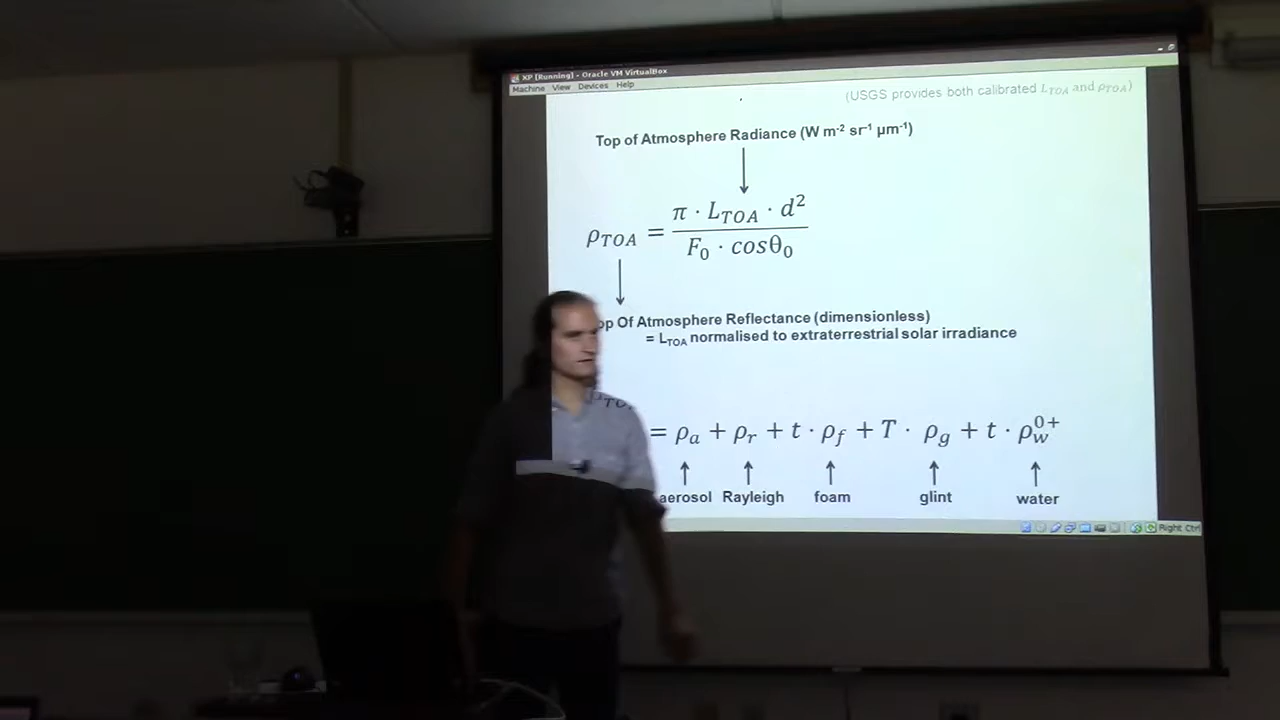 XP [Running] - Oracle VM VirtualBox
Machine View Devices Help
(USGS provides both calibrated L_TOA and ρ_TOA)
Top of Atmosphere Radiance (W m⁻² sr⁻¹ µm⁻¹)
ρ_TOA = π · L_TOA · d² / F₀ · cosθ₀
op Of Atmosphere Reflectance (dimensionless)
= L_TOA normalised to extraterrestrial solar irradiance
ρ_TO
= ρ_a + ρ_r + t · ρ_f + T · ρ_g + t · ρ_w^0+
aerosol Rayleigh foam glint water
Right Ctrl